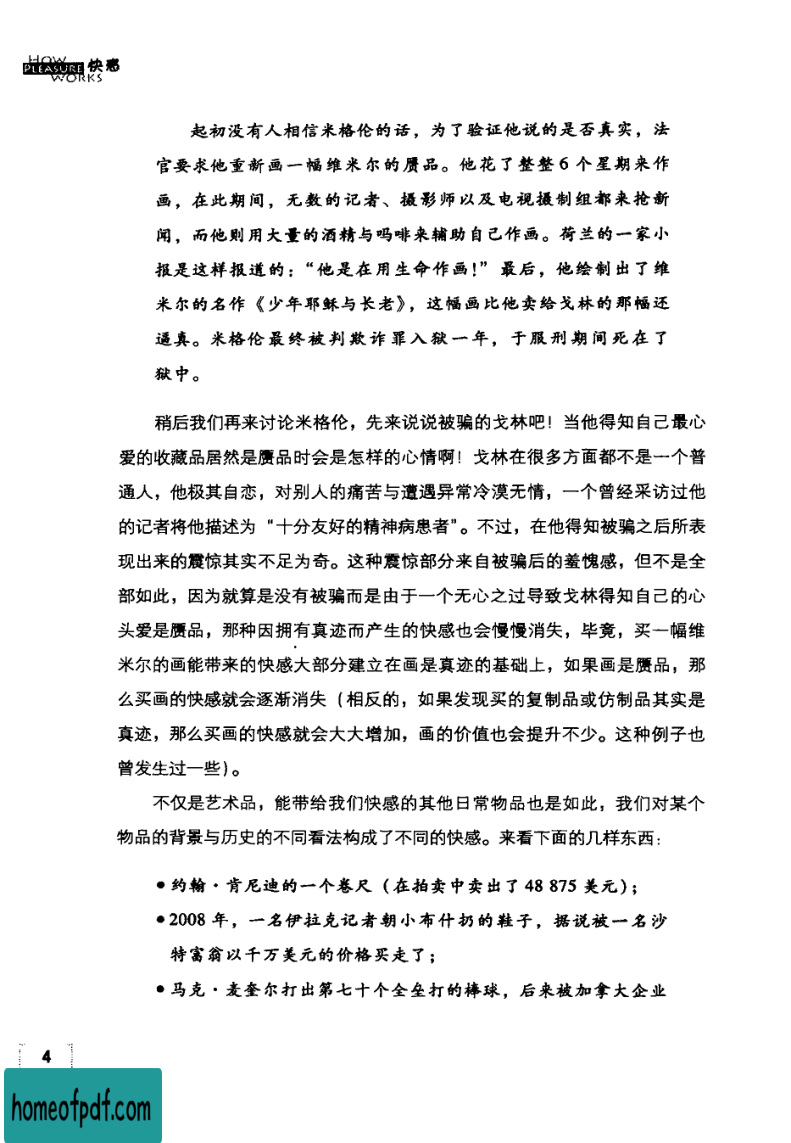 HOW
PLEASURE 快感
WORKS
起初没有人相信米格伦的话，为了验证他说的是否真实，法
官要求他重新画一幅维米尔的赝品。他花了整整6个星期来作
画，在此期间，无数的记者、摄影师以及电视摄制组都来抢新
闻，而他则用大量的酒精与吗啡来辅助自己作画。荷兰的一家小
报是这样报道的：“他是在用生命作画！”最后，他绘制出了维
米尔的名作《少年耶稣与长老》，这幅画比他卖给戈林的那幅还
逼真。米格伦最终被判欺诈罪入狱一年，于服刑期间死在了
狱中。
稍后我们再来讨论米格伦，先来说说被骗的戈林吧！当他得知自己最心
爱的收藏品居然是赝品时会是怎样的心情啊！戈林在很多方面都不是一个普
通人，他极其自恋，对别人的痛苦与遭遇异常冷漠无情，一个曾经采访过他
的记者将他描述为“十分友好的精神病患者”。不过，在他得知被骗之后所表
现出来的震惊其实不足为奇。这种震惊部分来自被骗后的羞愧感，但不是全
部如此，因为就算是没有被骗而是由于一个无心之过导致戈林得知自己的心
头爱是赝品，那种因拥有真迹而产生的快感也会慢慢消失，毕竟，买一幅维
米尔的画能带来的快感大部分建立在画是真迹的基础上，如果画是赝品，那
么买画的快感就会逐渐消失（相反的，如果发现买的复制品或仿制品其实是
真迹，那么买画的快感就会大大增加，画的价值也会提升不少。这种例子也
曾发生过一些）。
不仅是艺术品，能带给我们快感的其他日常物品也是如此，我们对某个
物品的背景与历史的不同看法构成了不同的快感。来看下面的几样东西：
●约翰·肯尼迪的一个卷尺（在拍卖中卖出了48 875美元）；
●2008年，一名伊拉克记者朝小布什扔的鞋子，据说被一名沙
特富翁以千万美元的价格买走了；
●马克·麦奎尔打出第七十个全垒打的棒球，后来被加拿大企业
4
homeofpdf.com